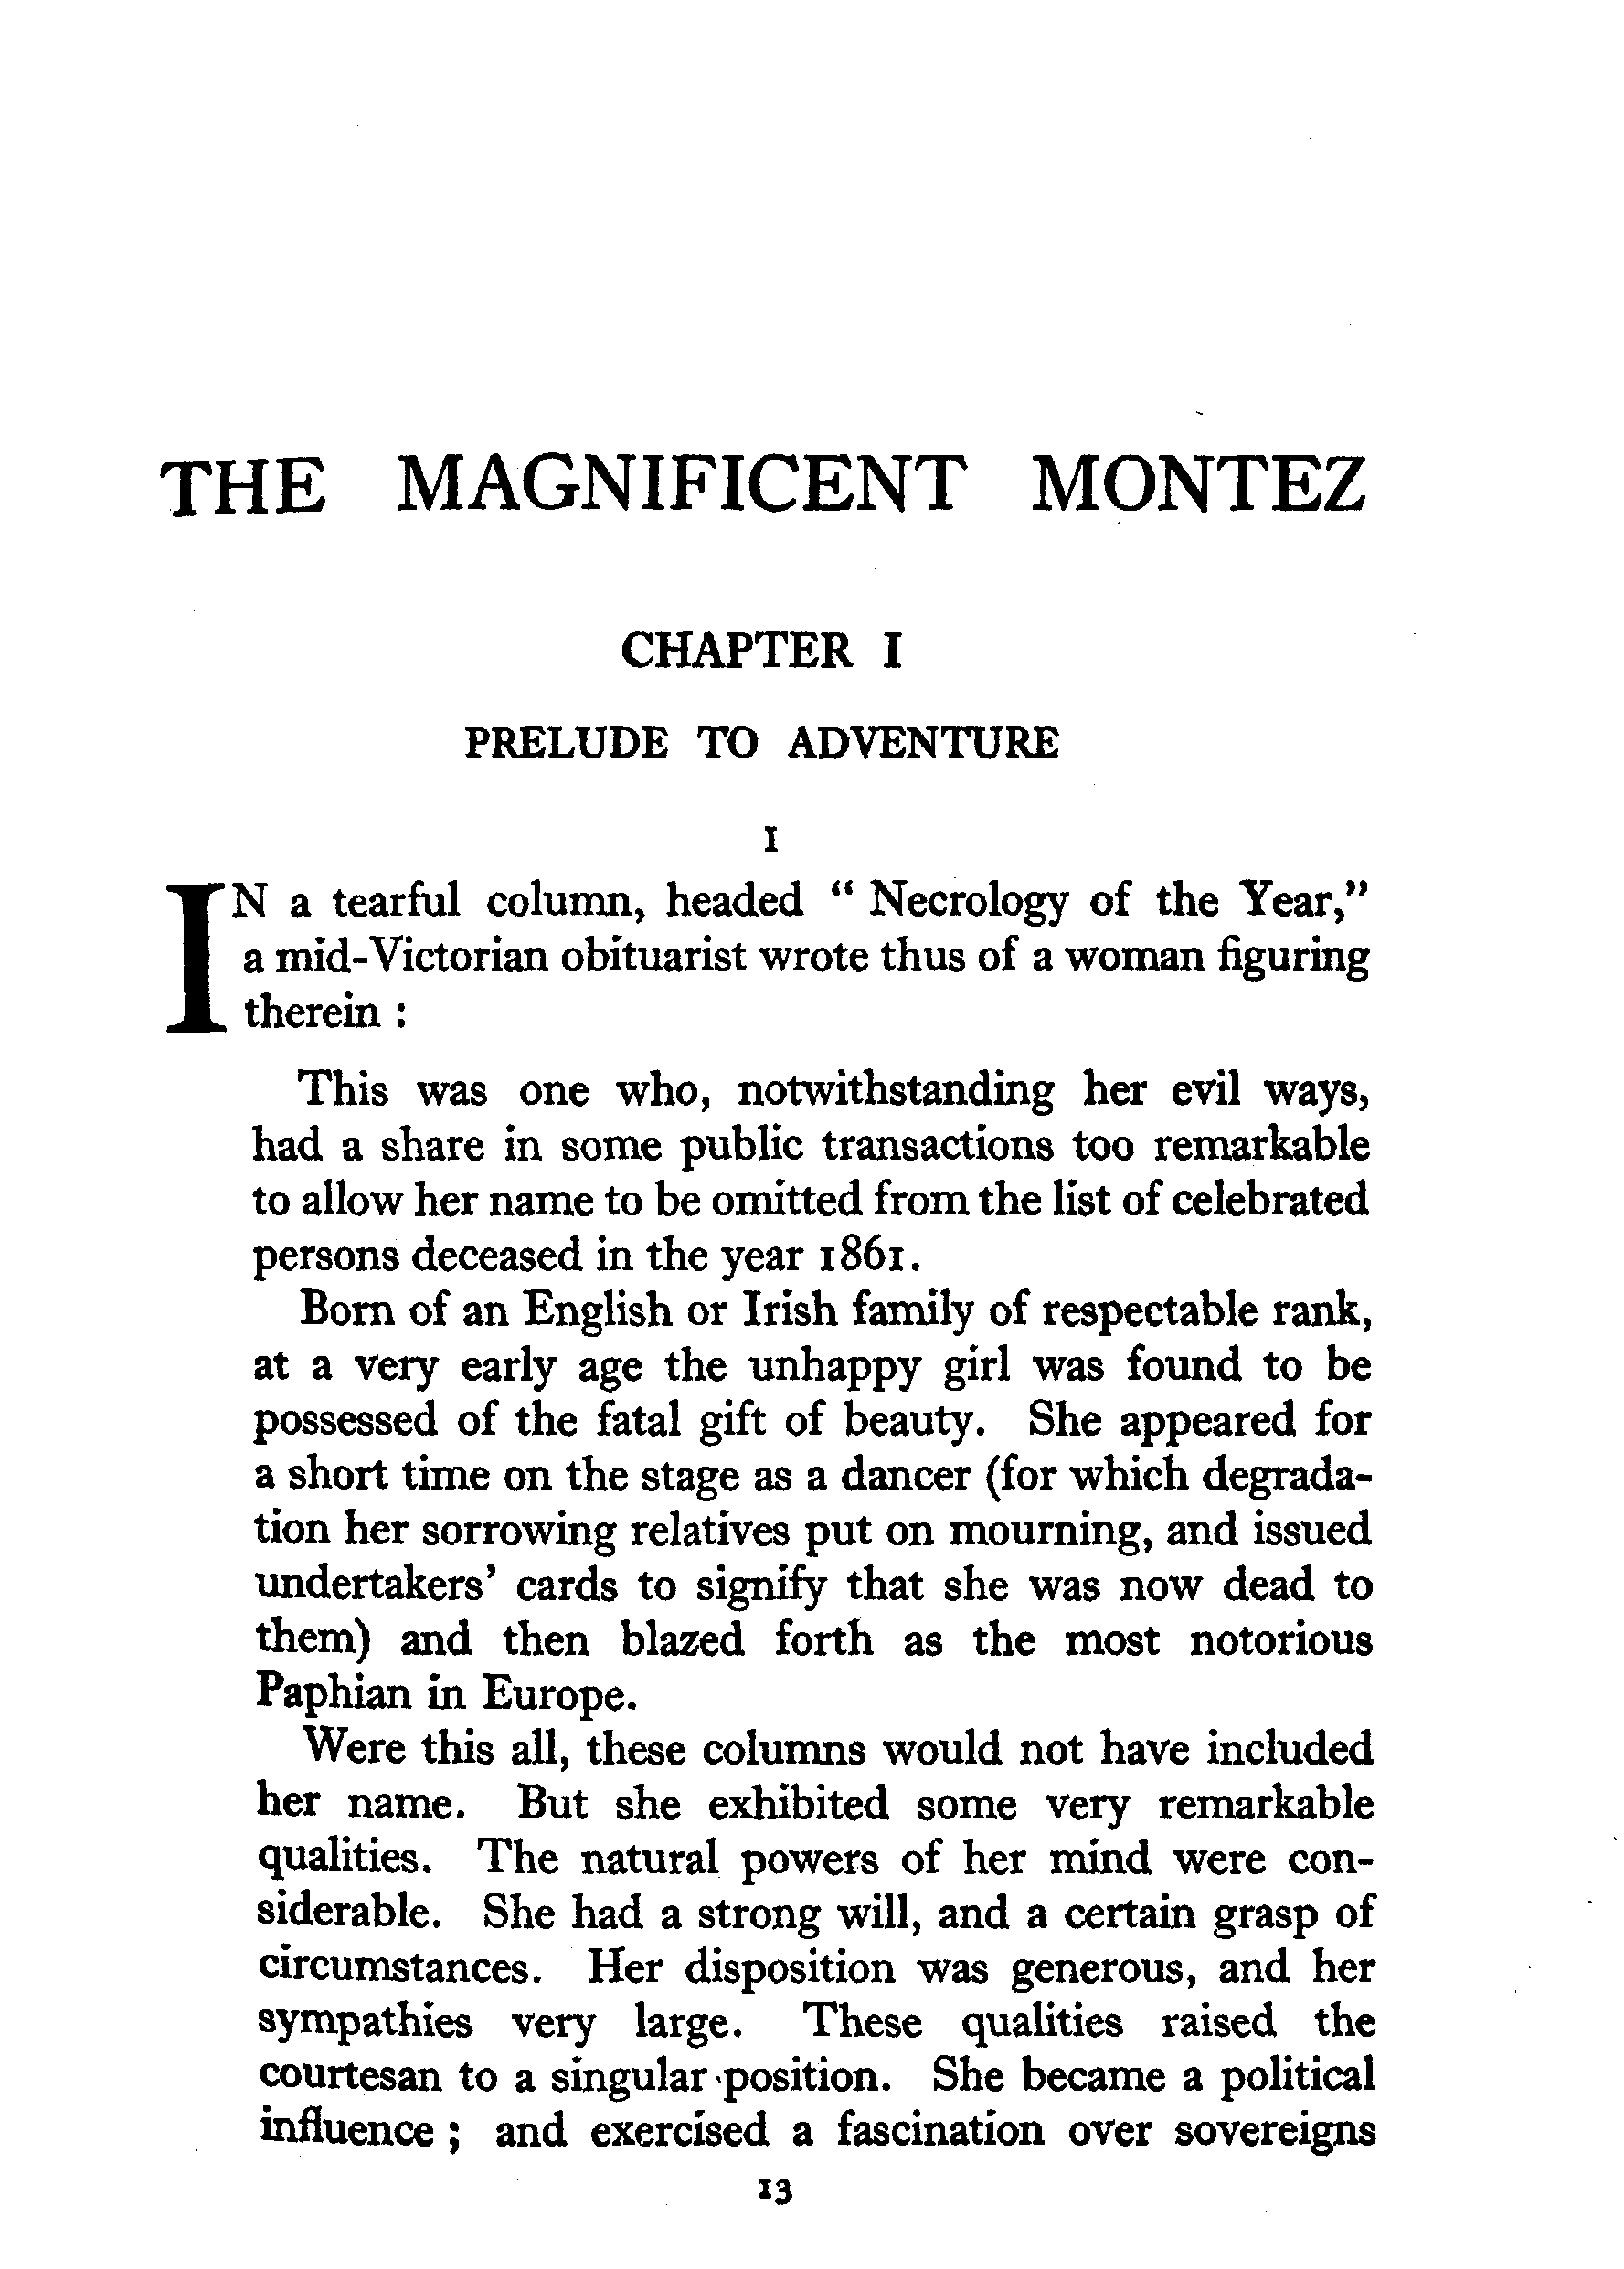 THE MAGNIFICENT MONTEZ
CHAPTER I
PRELUDE TO ADVENTURE
I
IN a tearful column, headed " Necrology of the Year,"
a mid-Victorian obituarist wrote thus of a woman figuring
therein :
This was one who, notwithstanding her evil ways,
had a share in some public transactions too remarkable
to allow her name to be omitted from the list of celebrated
persons deceased in the year 1861.
Born of an English or Irish family of respectable rank,
at a very early age the unhappy girl was found to be
possessed of the fatal gift of beauty. She appeared for
a short time on the stage as a dancer (for which degrada-
tion her sorrowing relatives put on mourning, and issued
undertakers' cards to signify that she was now dead to
them) and then blazed forth as the most notorious
Paphian in Europe.
Were this all, these columns would not have included
her name. But she exhibited some very remarkable
qualities. The natural powers of her mind were con-
siderable. She had a strong will, and a certain grasp of
circumstances. Her disposition was generous, and her
sympathies very large. These qualities raised the
courtesan to a singular position. She became a political
influence ; and exercised a fascination over sovereigns
13